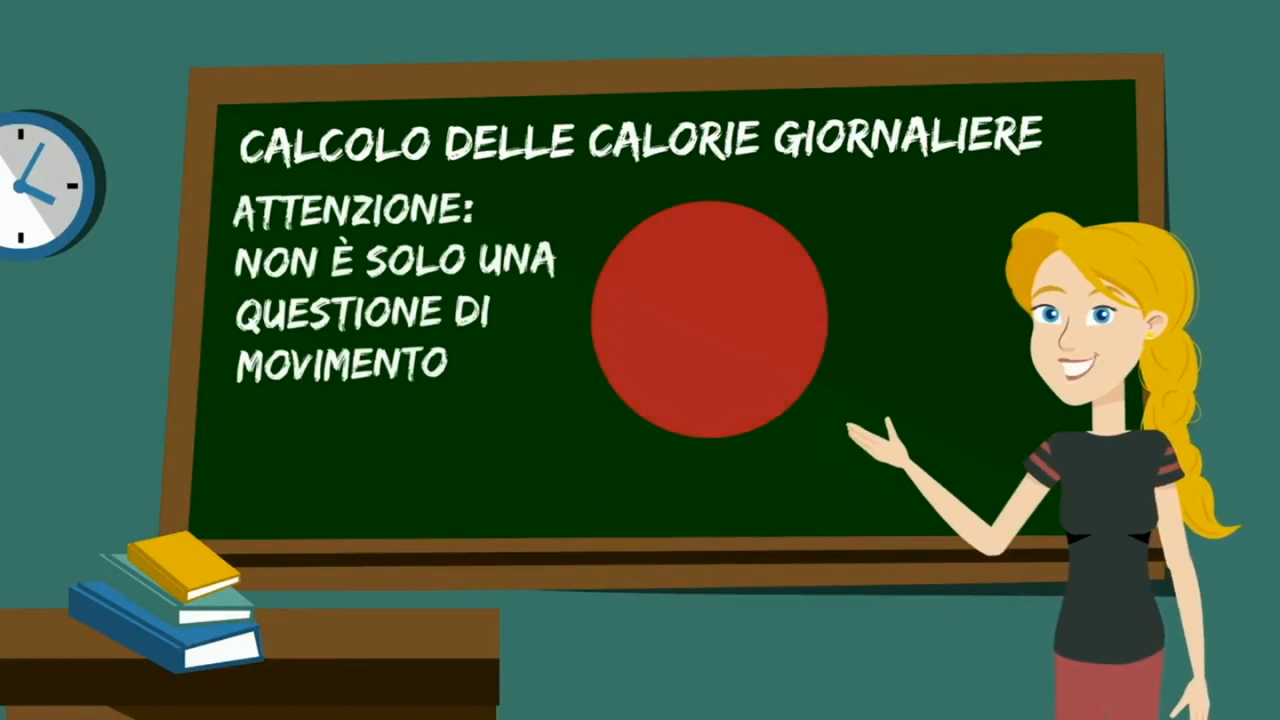 CALCOLO DELLE CALORIE GIORNALIERE
ATTENZIONE:
NON È SOLO UNA
QUESTIONE DI
MOVIMENTO